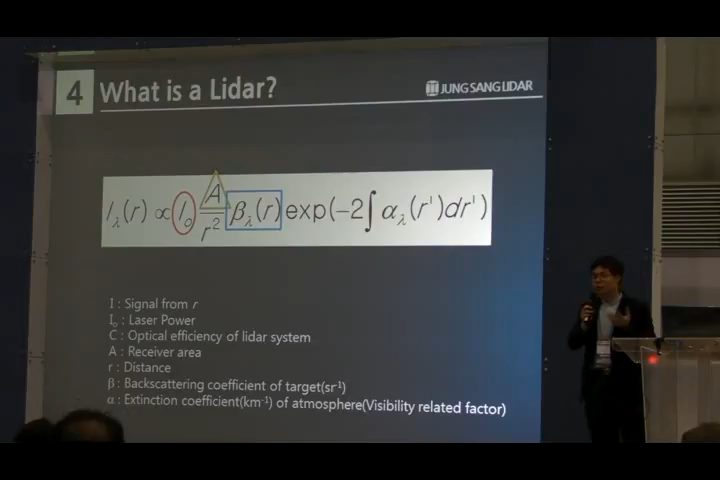 4 What is a Lidar?
JUNG SANG LIDAR
I_λ(r) ∝ I_o A/r² β_λ(r) exp(-2∫ α_λ(r')dr')
I : Signal from r
I_o : Laser Power
C : Optical efficiency of lidar system
A : Receiver area
r : Distance
β : Backscattering coefficient of target(sr⁻¹)
α : Extinction coefficient(km⁻¹) of atmosphere(Visibility related factor)